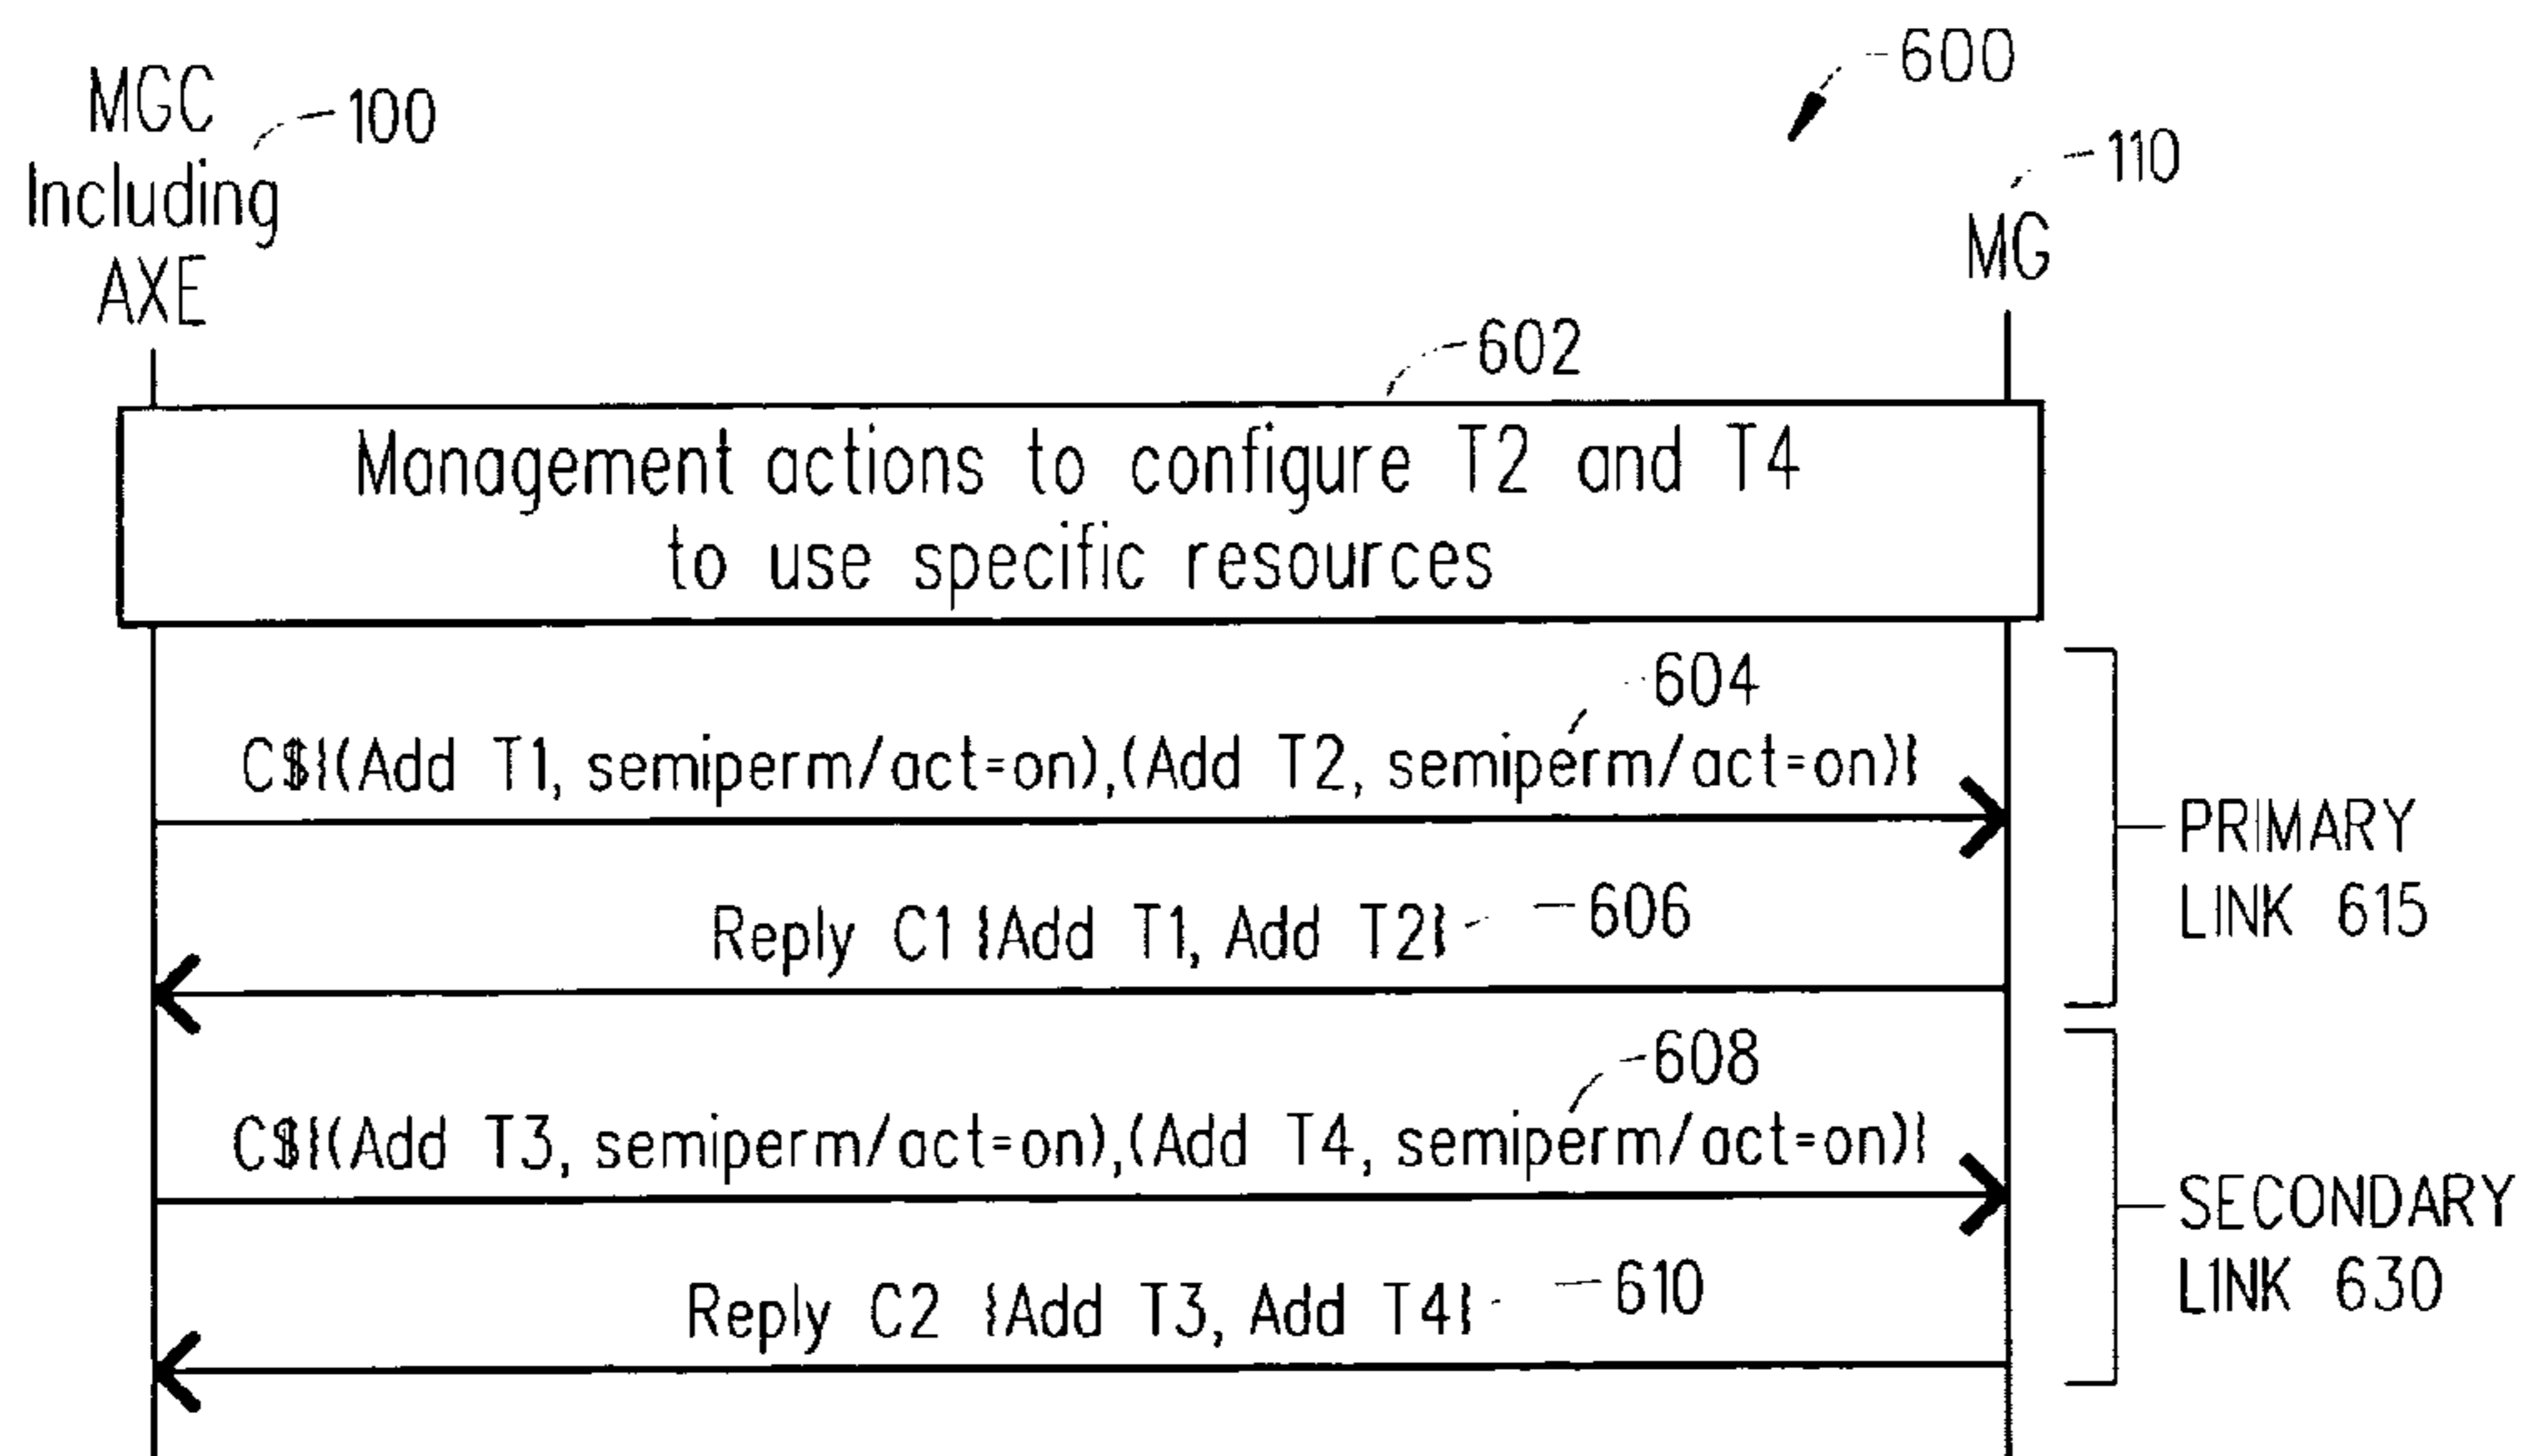 600
MGC
Including
AXE
100
110
MG
602
Management actions to configure T2 and T4
to use specific resources
604
C${(Add T1, semiperm/act=on),(Add T2, semiperm/act=on)}
PRIMARY
LINK 615
Reply C1 {Add T1, Add T2}
606
608
C${(Add T3, semiperm/act=on),(Add T4, semiperm/act=on)}
SECONDARY
LINK 630
Reply C2 {Add T3, Add T4}
610